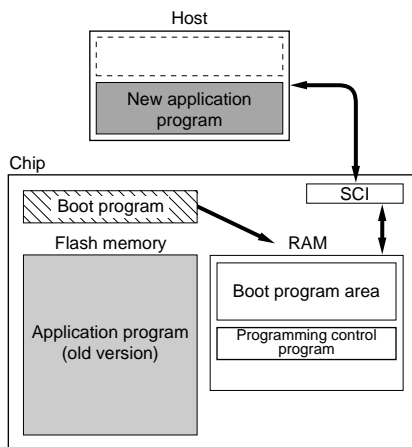 Host
New application
program
Chip
SCI
Boot program
Flash memory
RAM
Boot program area
Application program
(old version)
Programming control
program